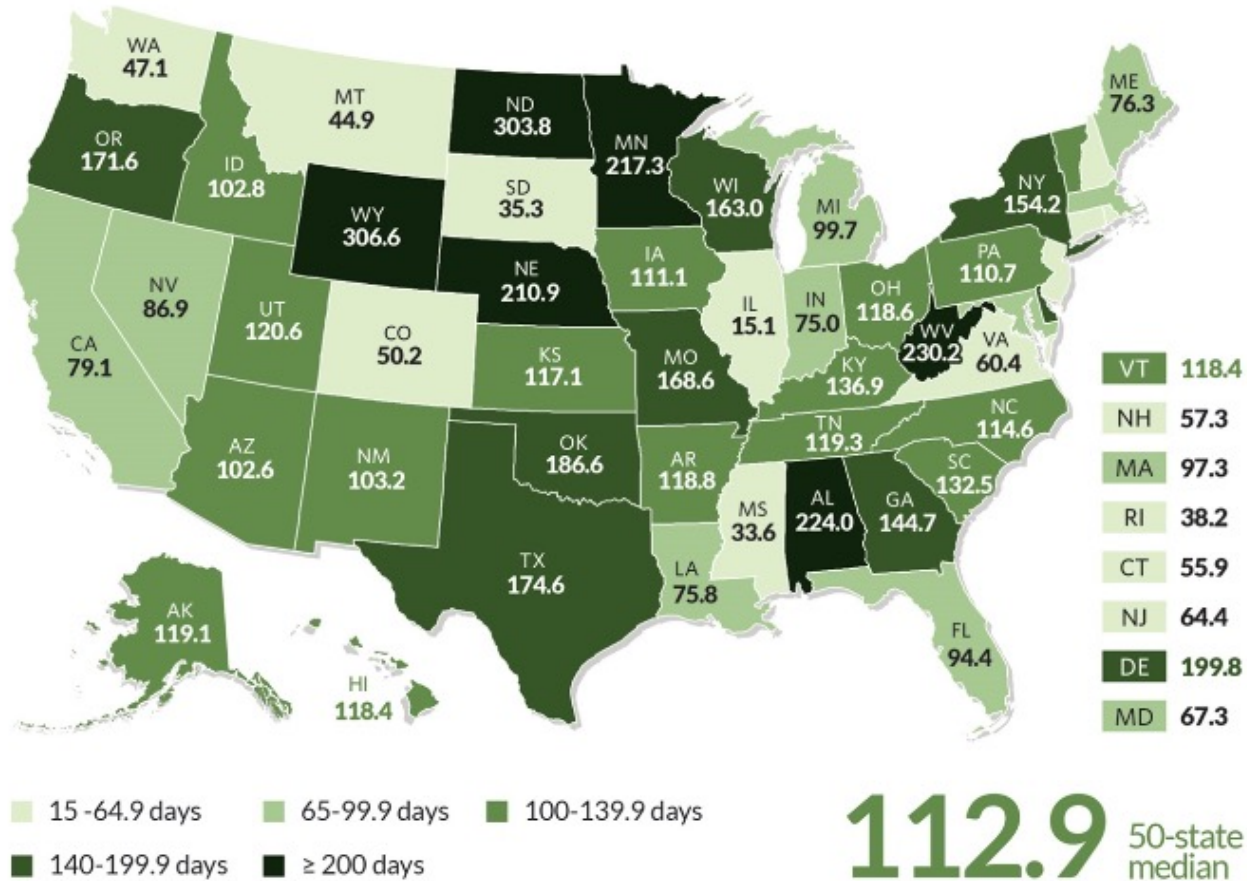 WA
47.1
MT
44.9
ND
303.8
MN
217.3
ME
76.3
OR
171.6
ID
102.8
WY
306.6
SD
35.3
WI
163.0
MI
99.7
NY
154.2
NV
86.9
UT
120.6
CO
50.2
NE
210.9
IA
111.1
IL
15.1
IN
75.0
OH
118.6
PA
110.7
CA
79.1
KS
117.1
MO
168.6
KY
136.9
WV
230.2
VA
60.4
AZ
102.6
NM
103.2
OK
186.6
AR
118.8
TN
119.3
NC
114.6
SC
132.5
TX
174.6
LA
75.8
MS
33.6
AL
224.0
GA
144.7
FL
94.4
AK
119.1
HI
118.4
VT 118.4
NH 57.3
MA 97.3
RI 38.2
CT 55.9
NJ 64.4
DE 199.8
MD 67.3
15 -64.9 days 65-99.9 days 100-139.9 days
140-199.9 days ≥ 200 days
112.9
50-state
median